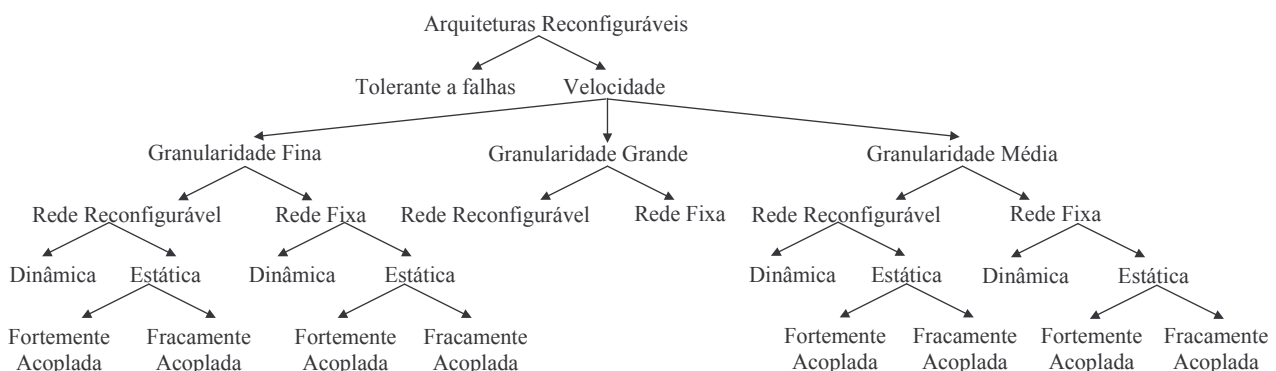 Arquiteturas Reconfiguráveis
Tolerante a falhas Velocidade
Granularidade Fina Granularidade Grande Granularidade Média
Rede Reconfigurável Rede Fixa Rede Reconfigurável Rede Fixa Rede Reconfigurável Rede Fixa
Dinâmica Estática Dinâmica Estática Dinâmica Estática Dinâmica Estática
Fortemente Fracamente Fortemente Fracamente Fortemente Fracamente Fortemente Fracamente
Acoplada Acoplada Acoplada Acoplada Acoplada Acoplada Acoplada Acoplada